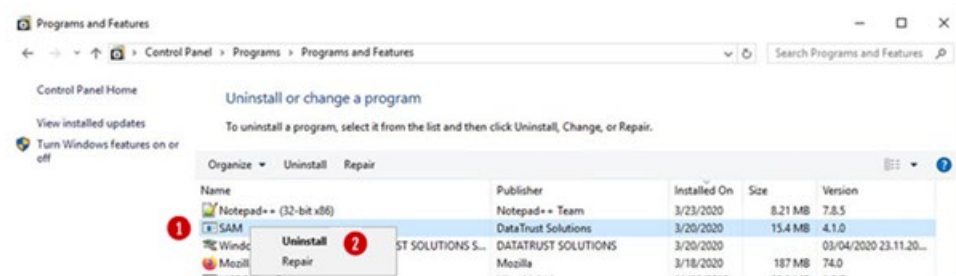 Programs and Features
Control Panel > Programs > Programs and Features
Search Programs and Features
Control Panel Home
View installed updates
Turn Windows features on or off
Uninstall or change a program
To uninstall a program, select it from the list and then click Uninstall, Change, or Repair.
Organize Uninstall Repair
Name Publisher Installed On Size Version
Notepad++ (32-bit x86) Notepad++ Team 3/23/2020 8.21 MB 7.8.5
1 SAM DataTrust Solutions 3/20/2020 15.4 MB 4.1.0
Windo ST SOLUTIONS S... DATATRUST SOLUTIONS 3/20/2020 03/04/2020 23.11.20...
Uninstall 2
Mozill Mozilla 3/18/2020 187 MB 74.0
Repair